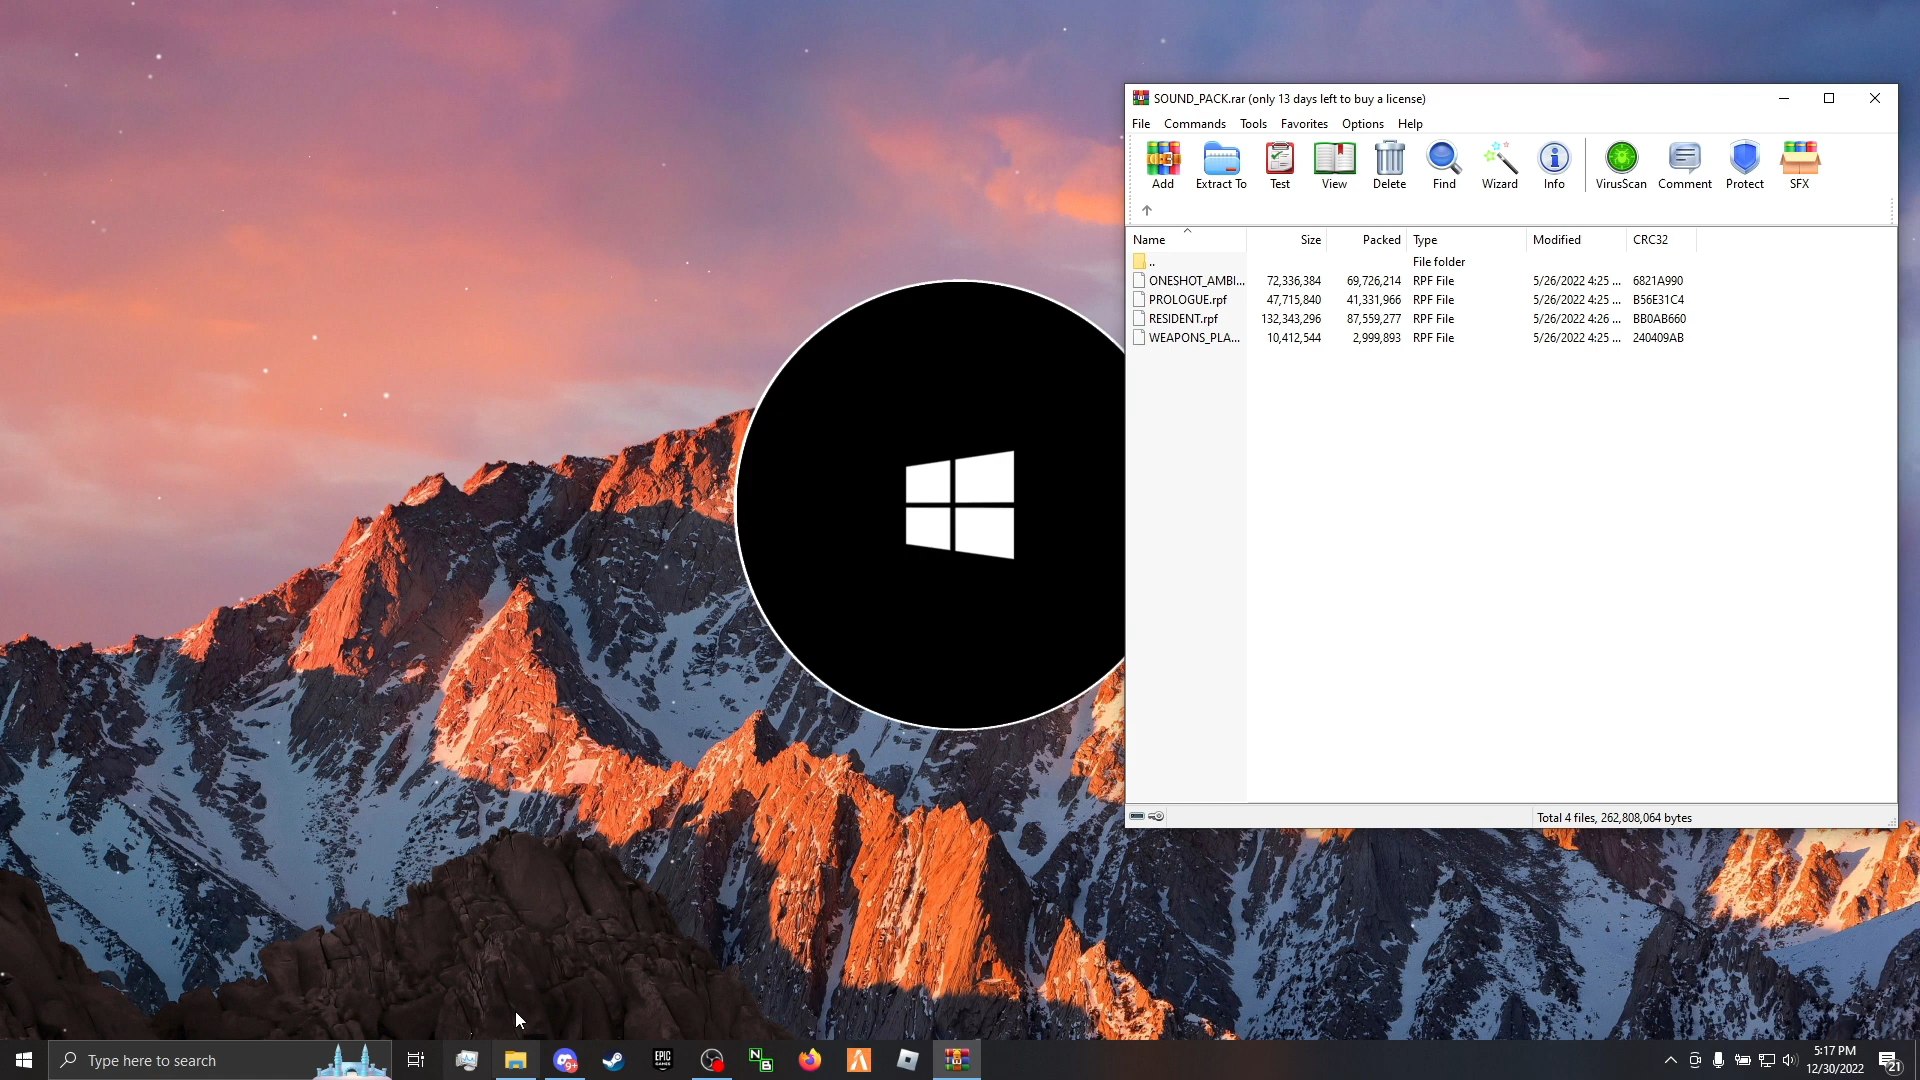 SOUND_PACK.rar (only 13 days left to buy a license)
File Commands Tools Favorites Options Help
Add Extract To Test View Delete Find Wizard Info VirusScan Comment Protect SFX
Name Size Packed Type Modified CRC32
.. File folder
ONESHOT_AMBI... 72,336,384 69,726,214 RPF File 5/26/2022 4:25 ... 6821A990
PROLOGUE.rpf 47,715,840 41,331,966 RPF File 5/26/2022 4:25 ... B56E31C4
RESIDENT.rpf 132,343,296 87,559,277 RPF File 5/26/2022 4:26 ... BB0AB660
WEAPONS_PLA... 10,412,544 2,999,893 RPF File 5/26/2022 4:25 ... 240409AB
Total 4 files, 262,808,064 bytes
Type here to search
9+
EPIC
GAMES
N
B
5:17 PM
12/30/2022
21